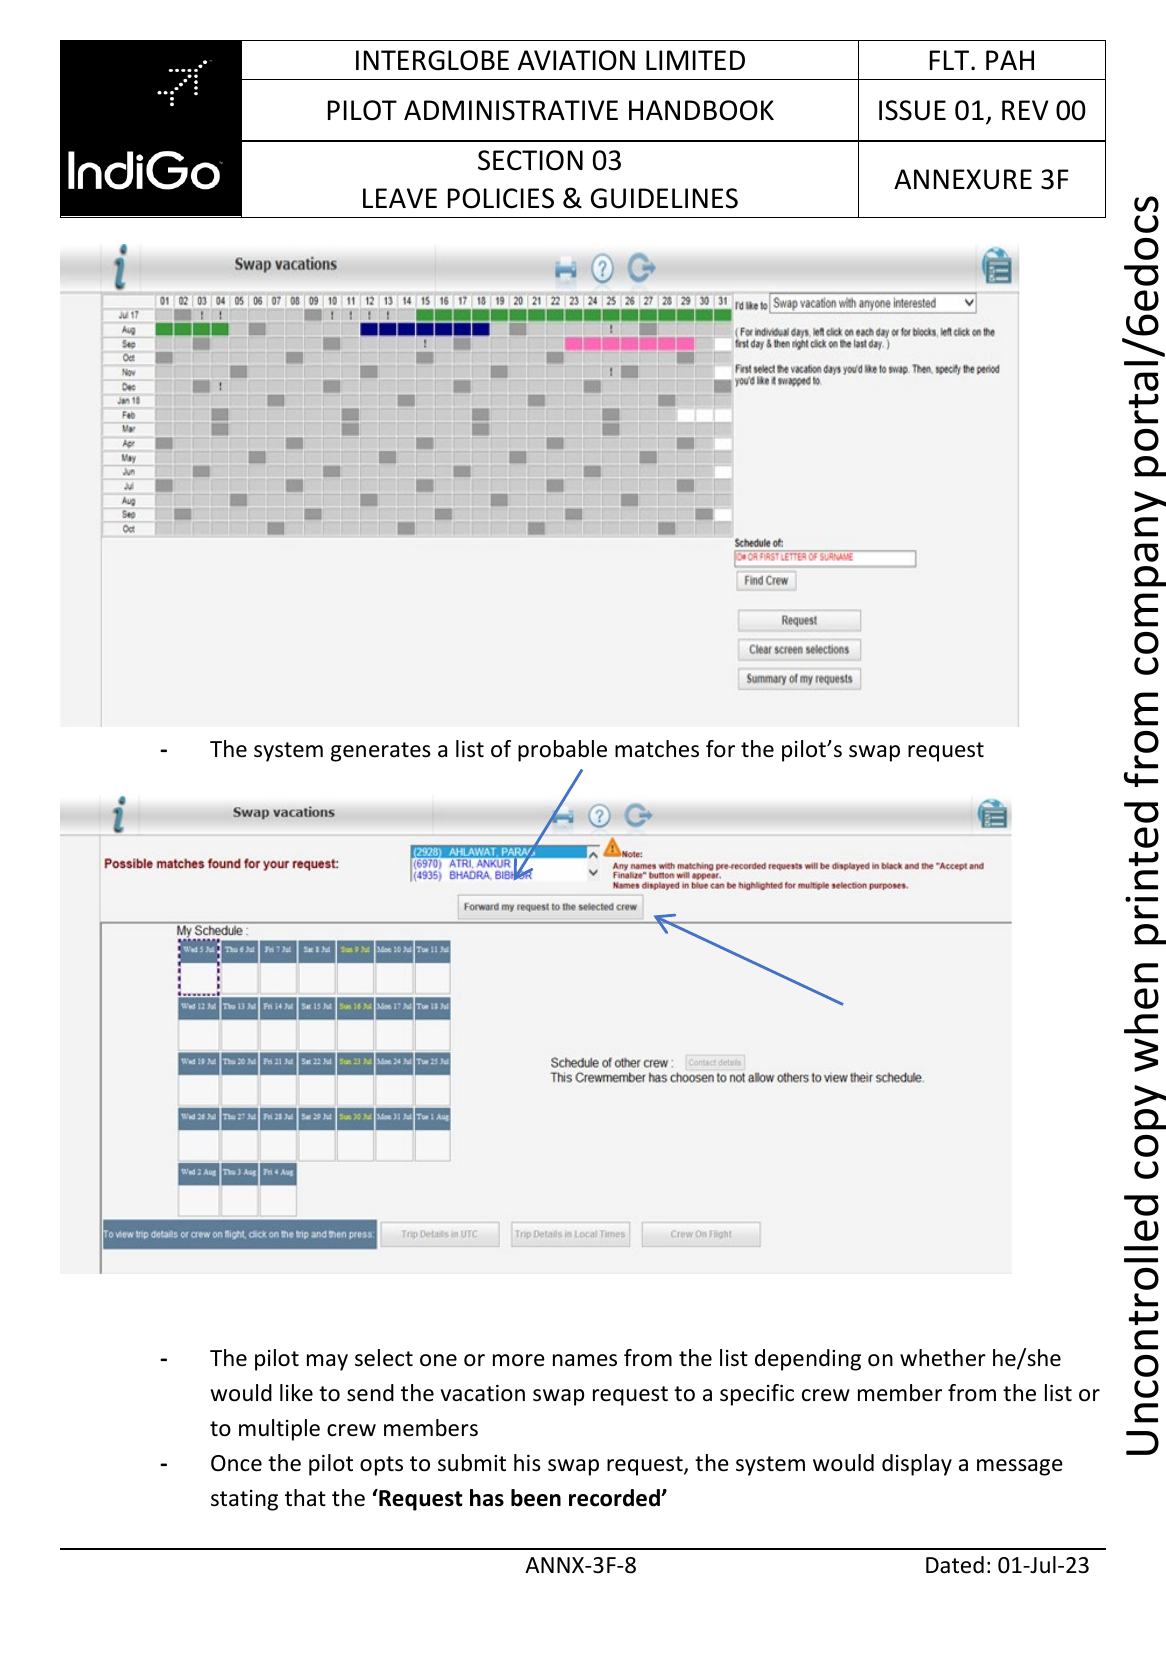 INTERGLOBE AVIATION LIMITED
FLT. PAH
PILOT ADMINISTRATIVE HANDBOOK
ISSUE 01, REV 00
IndiGo
SECTION 03
LEAVE POLICIES & GUIDELINES
ANNEXURE 3F
Swap vacations
01 02 03 04 05 06 07 08 09 10 11 12 13 14 15 16 17 18 19 20 21 22 23 24 25 26 27 28 29 30 31
Jul 17 ! ! ! ! ! !
Aug !
Sep !
Oct
Nov !
Dec !
Jan 18
Feb
Mar
Apr
May
Jun
Jul
Aug
Sep
Oct
I'd like to Swap vacation with anyone interested
( For individual days, left click on each day or for blocks, left click on the
first day & then right click on the last day. )
First select the vacation days you'd like to swap. Then, specify the period
you'd like it swapped to.
Schedule of:
ID# OR FIRST LETTER OF SURNAME
Find Crew
Request
Clear screen selections
Summary of my requests
- The system generates a list of probable matches for the pilot’s swap request
Swap vacations
Possible matches found for your request:
(2928) AHLAWAT, PARAG
(6970) ATRI, ANKUR
(4935) BHADRA, BIBHOR
Note:
Any names with matching pre-recorded requests will be displayed in black and the "Accept and
Finalize" button will appear.
Names displayed in blue can be highlighted for multiple selection purposes.
Forward my request to the selected crew
My Schedule :
Wed 5 Jul Thu 6 Jul Fri 7 Jul Sat 8 Jul Sun 9 Jul Mon 10 Jul Tue 11 Jul
Wed 12 Jul Thu 13 Jul Fri 14 Jul Sat 15 Jul Sun 16 Jul Mon 17 Jul Tue 18 Jul
Wed 19 Jul Thu 20 Jul Fri 21 Jul Sat 22 Jul Sun 23 Jul Mon 24 Jul Tue 25 Jul
Wed 26 Jul Thu 27 Jul Fri 28 Jul Sat 29 Jul Sun 30 Jul Mon 31 Jul Tue 1 Aug
Wed 2 Aug Thu 3 Aug Fri 4 Aug
Schedule of other crew : Contact details
This Crewmember has choosen to not allow others to view their schedule.
To view trip details or crew on flight, click on the trip and then press:
Trip Details in UTC
Trip Details in Local Times
Crew On Flight
- The pilot may select one or more names from the list depending on whether he/she
would like to send the vacation swap request to a specific crew member from the list or
to multiple crew members
- Once the pilot opts to submit his swap request, the system would display a message
stating that the ‘Request has been recorded’
ANNX-3F-8
Dated: 01-Jul-23
Uncontrolled copy when printed from company portal/6edocs